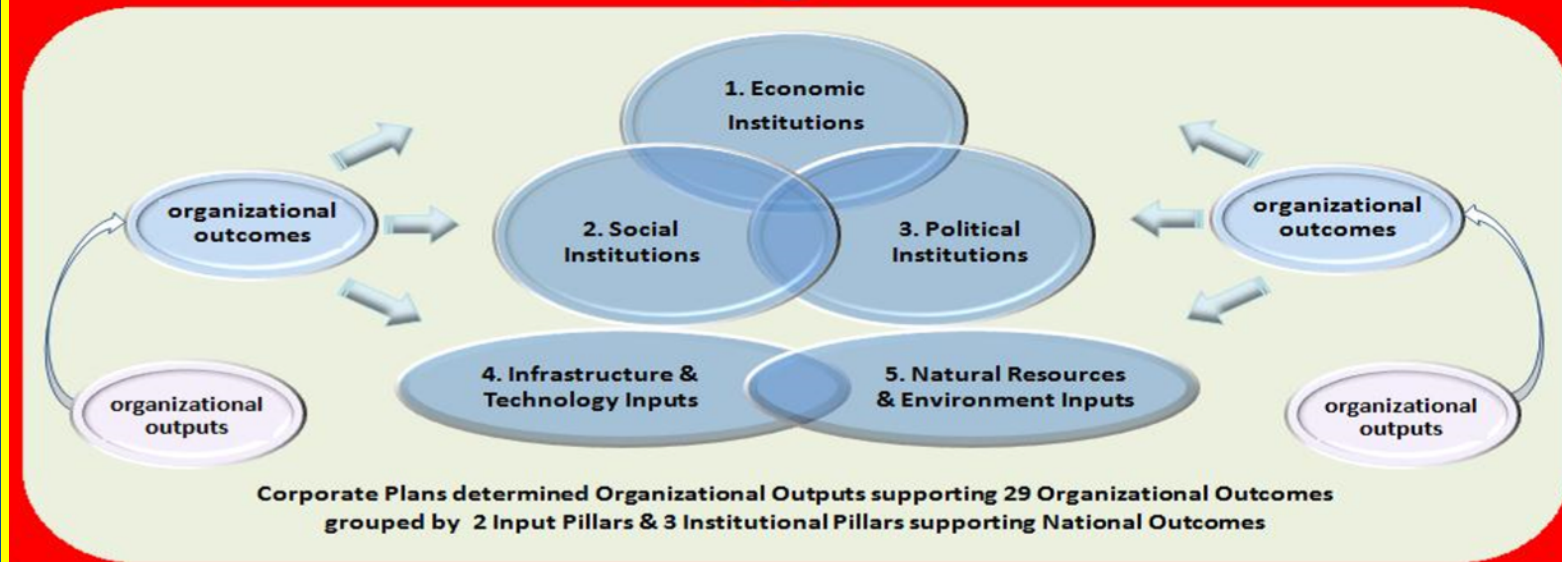 1. Economic
Institutions
organizational
outcomes
2. Social
Institutions
3. Political
Institutions
organizational
outcomes
organizational
outputs
4. Infrastructure &
Technology Inputs
5. Natural Resources
& Environment Inputs
organizational
outputs
Corporate Plans determined Organizational Outputs supporting 29 Organizational Outcomes
grouped by 2 Input Pillars & 3 Institutional Pillars supporting National Outcomes